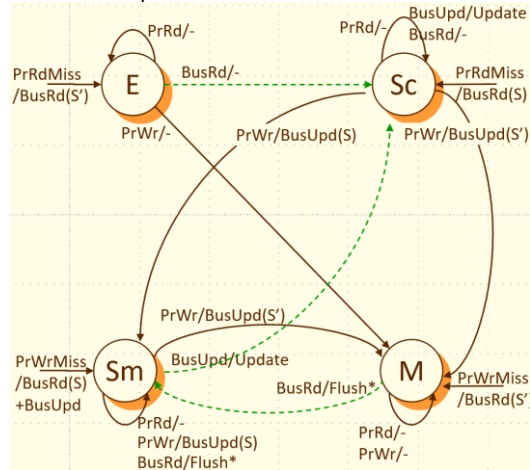 PrRd/-
PrRdMiss
/BusRd(S')
E
BusRd/-
PrWr/-
PrRd/-
BusUpd/Update
BusRd/-
Sc
PrRdMiss
/BusRd(S)
PrWr/BusUpd(S)
PrWr/BusUpd(S')
PrWr/BusUpd(S')
PrWrMiss
/BusRd(S)
+BusUpd
Sm
BusUpd/Update
BusRd/Flush*
M
PrWrMiss
/BusRd(S')
PrRd/-
PrWr/BusUpd(S)
BusRd/Flush*
PrRd/-
PrWr/-